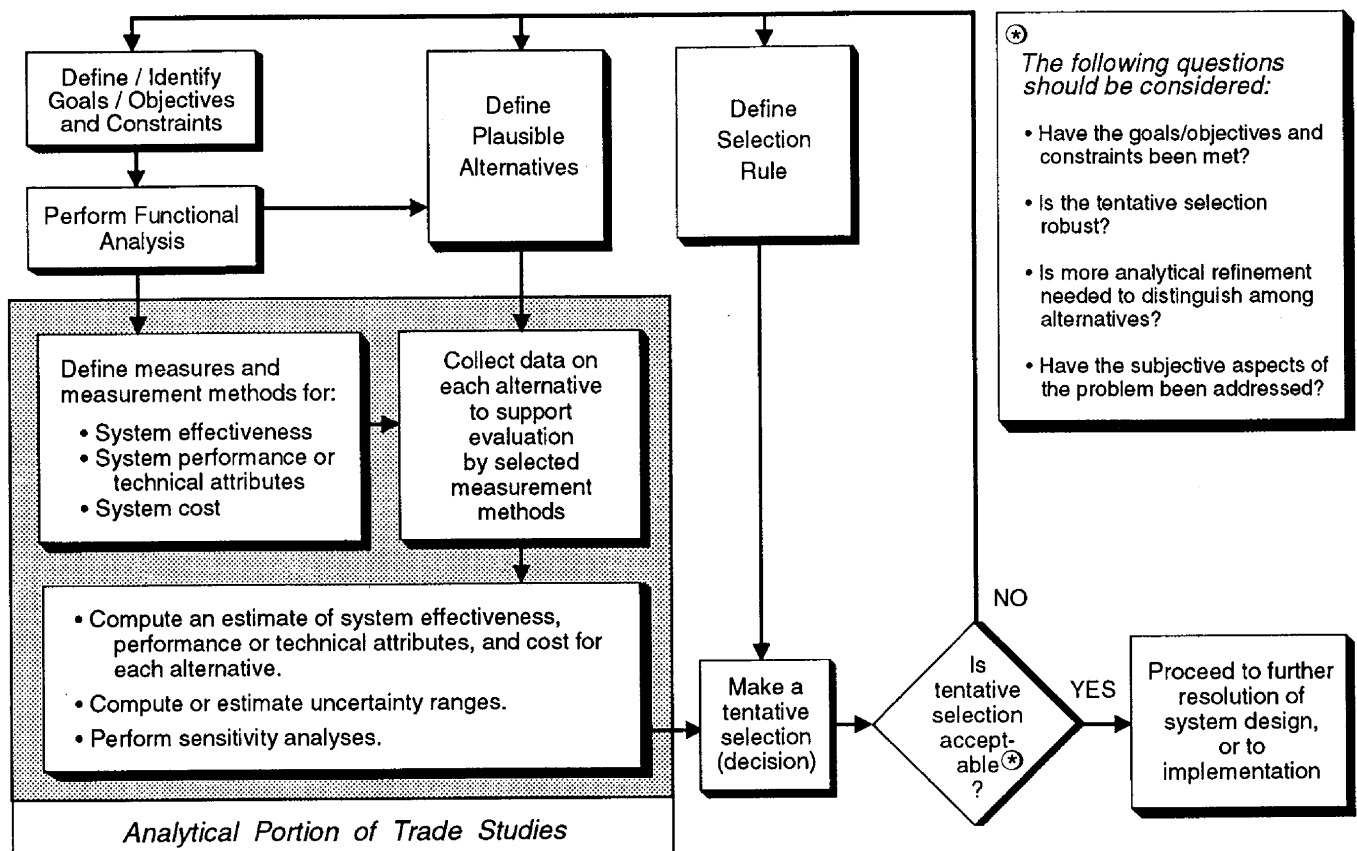 Define / Identify
Goals / Objectives
and Constraints
Perform Functional
Analysis
Define
Plausible
Alternatives
Define
Selection
Rule
Define measures and
measurement methods for:
• System effectiveness
• System performance or
technical attributes
• System cost
Collect data on
each alternative
to support
evaluation
by selected
measurement
methods
• Compute an estimate of system effectiveness,
performance or technical attributes, and cost for
each alternative.
• Compute or estimate uncertainty ranges.
• Perform sensitivity analyses.
Analytical Portion of Trade Studies
Make a
tentative
selection
(decision)
Is
tentative
selection
accept-
able*
?
NO
YES
Proceed to further
resolution of
system design,
or to
implementation
*
The following questions
should be considered:
• Have the goals/objectives and
constraints been met?
• Is the tentative selection
robust?
• Is more analytical refinement
needed to distinguish among
alternatives?
• Have the subjective aspects of
the problem been addressed?